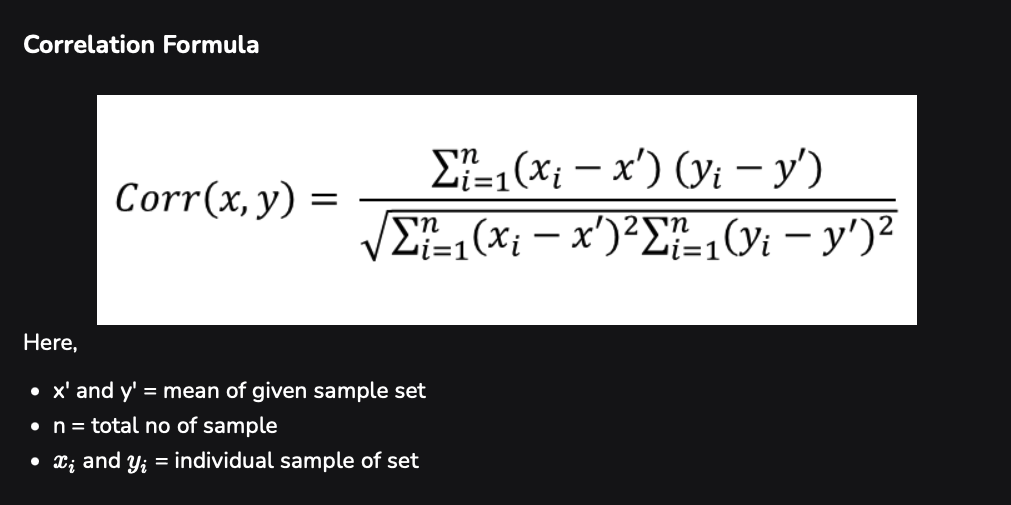 Correlation Formula
Corr(x, y) = \frac{\sum_{i=1}^{n}(x_i - x')(y_i - y')}{\sqrt{\sum_{i=1}^{n}(x_i - x')^2 \sum_{i=1}^{n}(y_i - y')^2}}
Here,
• x' and y' = mean of given sample set
• n = total no of sample
• x_i and y_i = individual sample of set